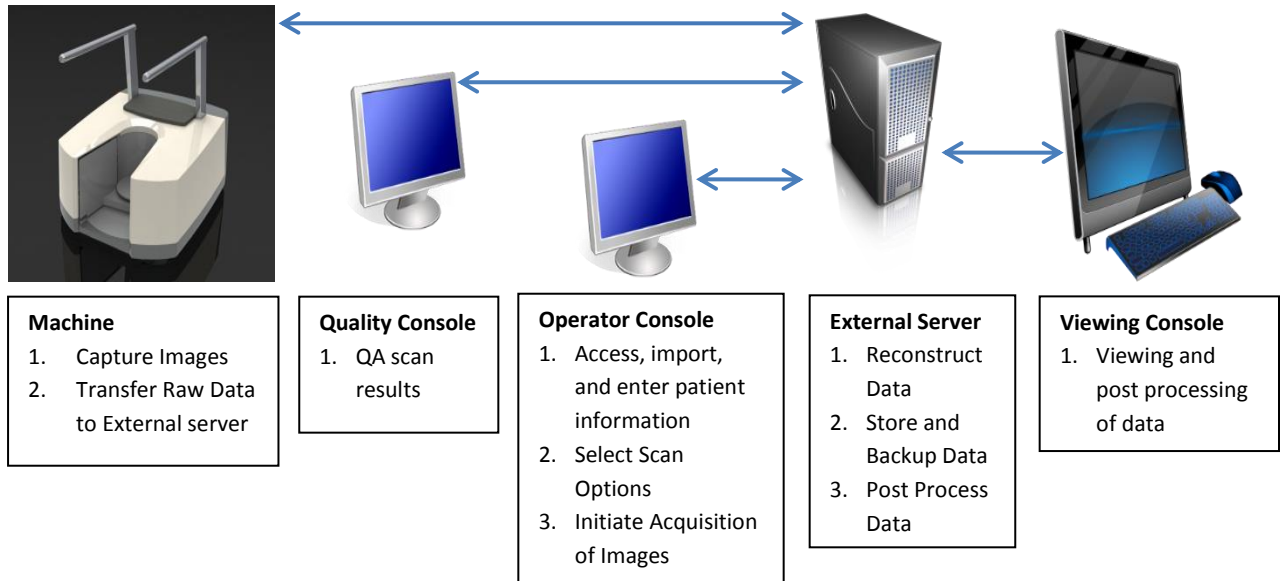 Machine
1. Capture Images
2. Transfer Raw Data
to External server
Quality Console
1. QA scan
results
Operator Console
1. Access, import,
and enter patient
information
2. Select Scan
Options
3. Initiate Acquisition
of Images
External Server
1. Reconstruct
Data
2. Store and
Backup Data
3. Post Process
Data
Viewing Console
1. Viewing and
post processing
of data